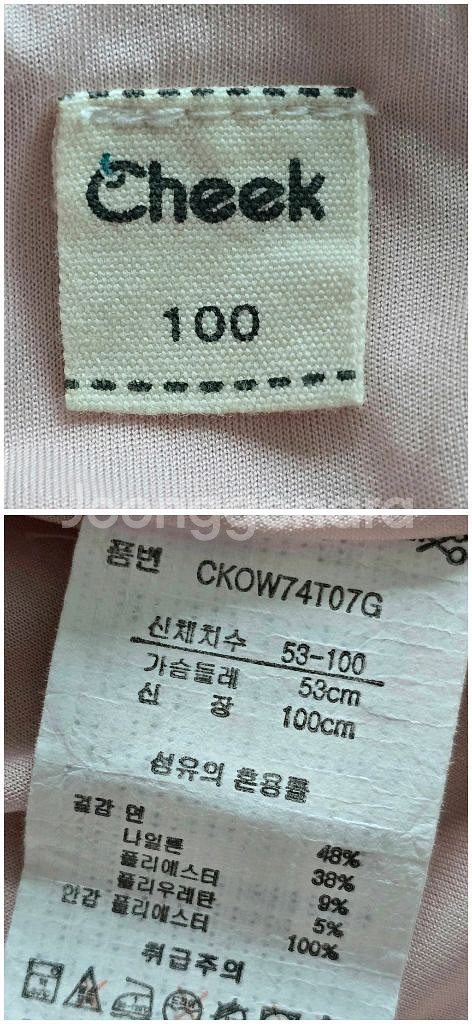 Cheek
100
Joonggonara
품번 CKOW74T07G
신체치수 53-100
가슴둘레 53cm
신 장 100cm
섬유의 혼용률
겉감 면 48%
나일론 38%
폴리에스터 9%
폴리우레탄 5%
안감 폴리에스터 100%
취급주의